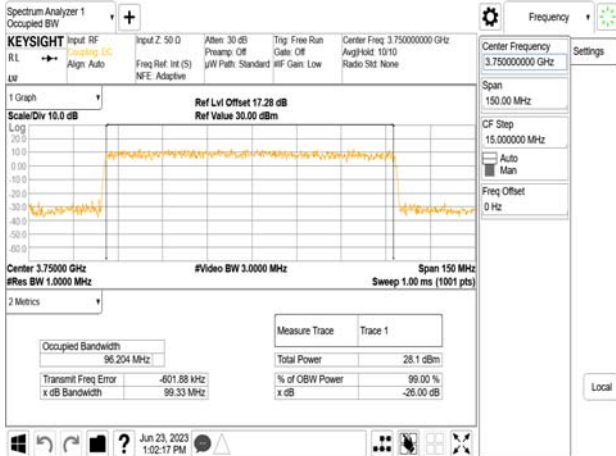 Spectrum Analyzer 1
Occupied BW
Frequency
KEYSIGHT
RL
Input: RF
Coupling: DC
Align: Auto
Input Z: 50 Ω
Freq Ref: Int (S)
NFE: Adaptive
Atten: 30 dB
Preamp: Off
µW Path: Standard
Trig: Free Run
Gate: Off
#IF Gain: Low
Center Freq: 3.750000000 GHz
Avg|Hold: 10/10
Radio Std: None
1 Graph
Scale/Div 10.0 dB
Ref Lvl Offset 17.28 dB
Ref Value 30.00 dBm
Log
20.0
10.0
0.00
-10.0
-20.0
-30.0
-40.0
-50.0
-60.0
Center 3.75000 GHz
#Res BW 1.0000 MHz
#Video BW 3.0000 MHz
Span 150 MHz
Sweep 1.00 ms (1001 pts)
2 Metrics
Occupied Bandwidth
96.204 MHz
Transmit Freq Error -601.88 kHz
x dB Bandwidth 99.33 MHz
Measure Trace Trace 1
Total Power 28.1 dBm
% of OBW Power 99.00 %
x dB -26.00 dB
Jun 23, 2023
1:02:17 PM
Center Frequency
3.750000000 GHz
Span
150.00 MHz
CF Step
15.000000 MHz
Auto
Man
Freq Offset
0 Hz
Settings
Local